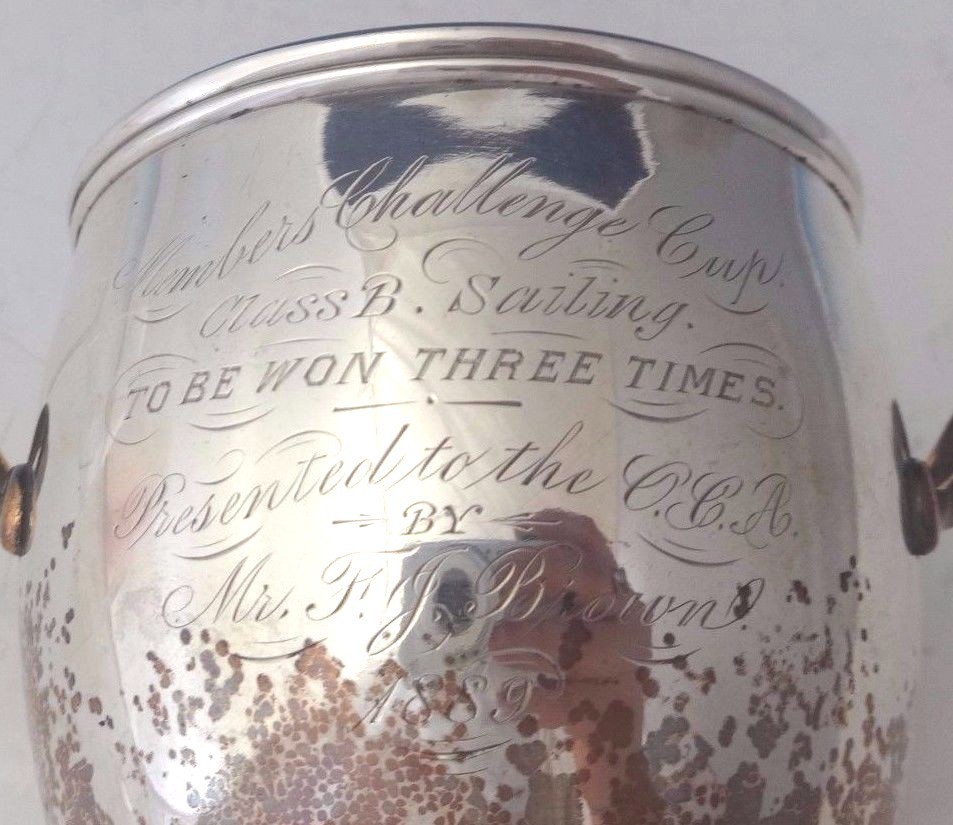 Members Challenge Cup.
Class B. Sailing.
TO BE WON THREE TIMES.
Presented to the C.C.A.
BY
Mr. F. J. Brown.
1889